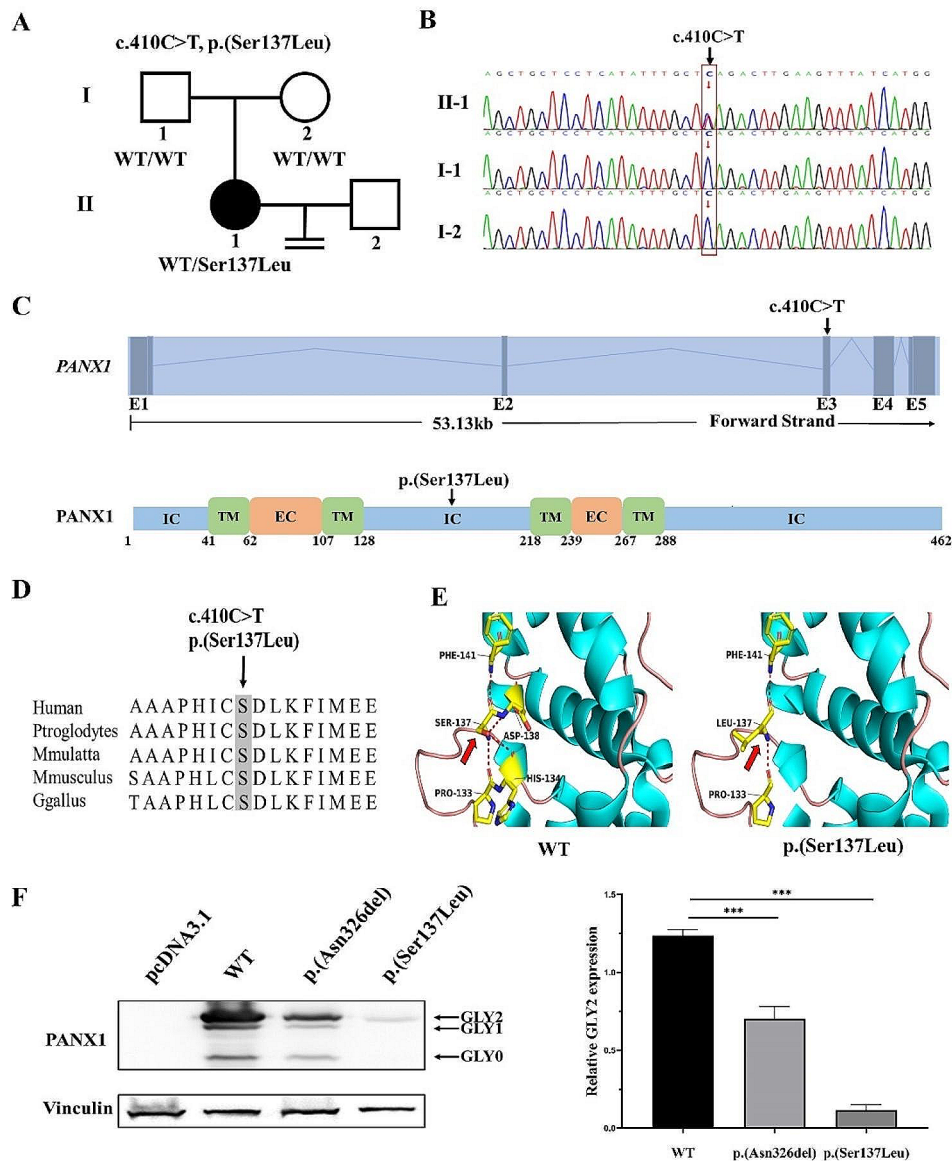 A
c.410C>T, p.(Ser137Leu)
I
1
2
WT/WT
WT/WT
II
1
2
WT/Ser137Leu
B
c.410C>T
AGCTGCTCCTCATATTTGCTCAGACTTGAAGTTTATCATGG
II-1
AGCTGCTCCTCATATTTGCTCAGACTTGAAGTTTATCATGG
I-1
AGCTGCTCCTCATATTTGCTCAGACTTGAAGTTTATCATGG
I-2
C
c.410C>T
PANX1
E1 E2 E3 E4 E5
53.13kb Forward Strand
p.(Ser137Leu)
PANX1 IC TM EC TM IC TM EC TM IC
1 41 62 107 128 218 239 267 288 462
D
c.410C>T
p.(Ser137Leu)
Human AAAPHICSDLKFIMEE
Ptroglodytes AAAPHICSDLKFIMEE
Mmulatta AAAPHICSDLKFIMEE
Mmusculus SAAPHLCSDLKFIMEE
Ggallus TAAPHLCSDLKFIMEE
E
PHE-141
SER-137
ASP-138
HIS-134
PRO-133
WT
PHE-141
LEU-137
PRO-133
p.(Ser137Leu)
F
pcDNA3.1 WT p.(Asn326del) p.(Ser137Leu)
PANX1
GLY2
GLY1
GLY0
Vinculin
Relative GLY2 expression
1.5
1.0
0.5
0.0
***
***
WT p.(Asn326del) p.(Ser137Leu)